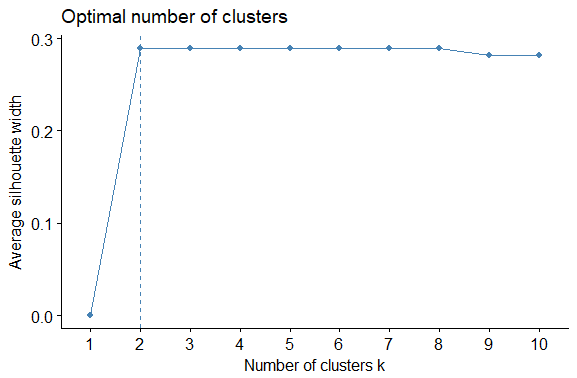 Optimal number of clusters
Average silhouette width
0.3
0.2
0.1
0.0
1 2 3 4 5 6 7 8 9 10
Number of clusters k